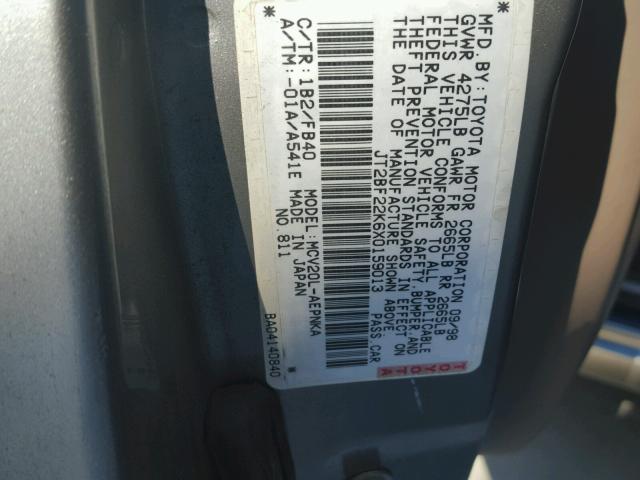 MFD. BY: TOYOTA MOTOR CORPORATION 09/98
GVWR 4275LB GAWR FR 2665LB RR 2665LB
THIS VEHICLE CONFORMS TO ALL APPLICABLE
FEDERAL MOTOR VEHICLE SAFETY, BUMPER, AND
THEFT PREVENTION STANDARDS IN EFFECT ON
THE DATE OF MANUFACTURE SHOWN ABOVE.
*JT2BF22K6X0159013* PASS CAR
C/TR: 1B2/FB40 MODEL: MCV20L-AEPNKA
A/TM: -01A/A541E MADE IN JAPAN
NO. 811
BA04140840
TOYOTA